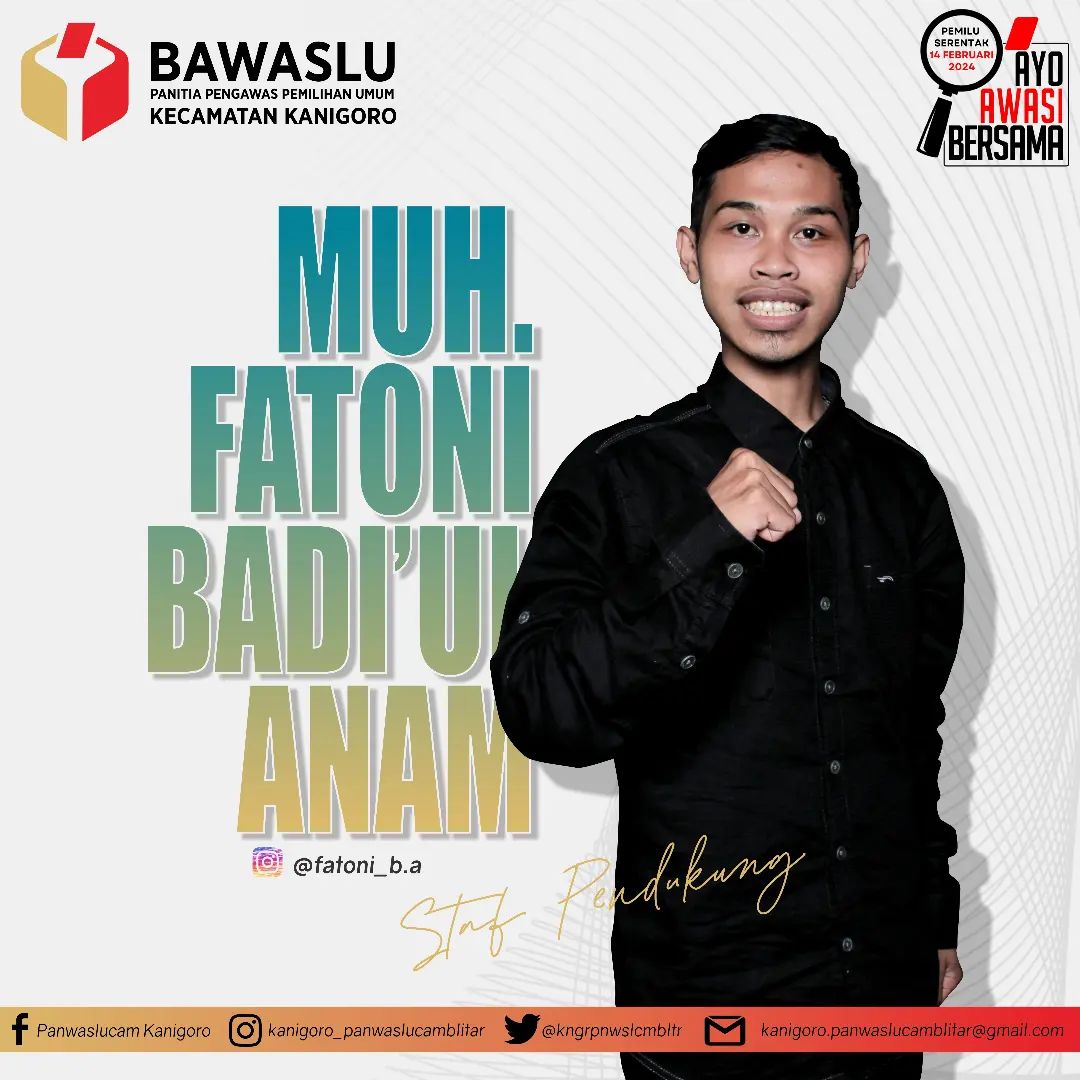 BAWASLU
PANITIA PENGAWAS PEMILIHAN UMUM
KECAMATAN KANIGORO
PEMILU
SERENTAK
14 FEBRUARI
2024
AYO
AWASI
BERSAMA
MUH.
FATONI
BADI'UL
ANAM
@fatoni_b.a
Staf Pendukung
Panwaslucam Kanigoro
kanigoro_panwaslucamblitar
@kngrpnwslcmbltr
kanigoro.panwaslucamblitar@gmail.com